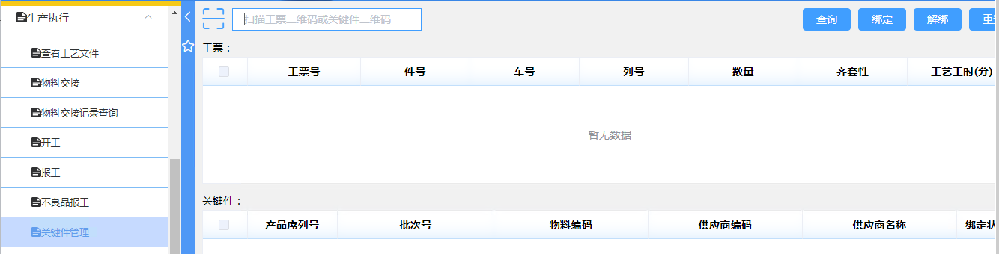 生产执行
查看工艺文件
物料交接
物料交接记录查询
开工
报工
不良品报工
关键件管理
扫描工票二维码或关键件二维码
查询 绑定 解绑
工票：
工票号 件号 车号 列号 数量 齐套性 工艺工时(分)
暂无数据
关键件：
产品序列号 批次号 物料编码 供应商编码 供应商名称 绑定